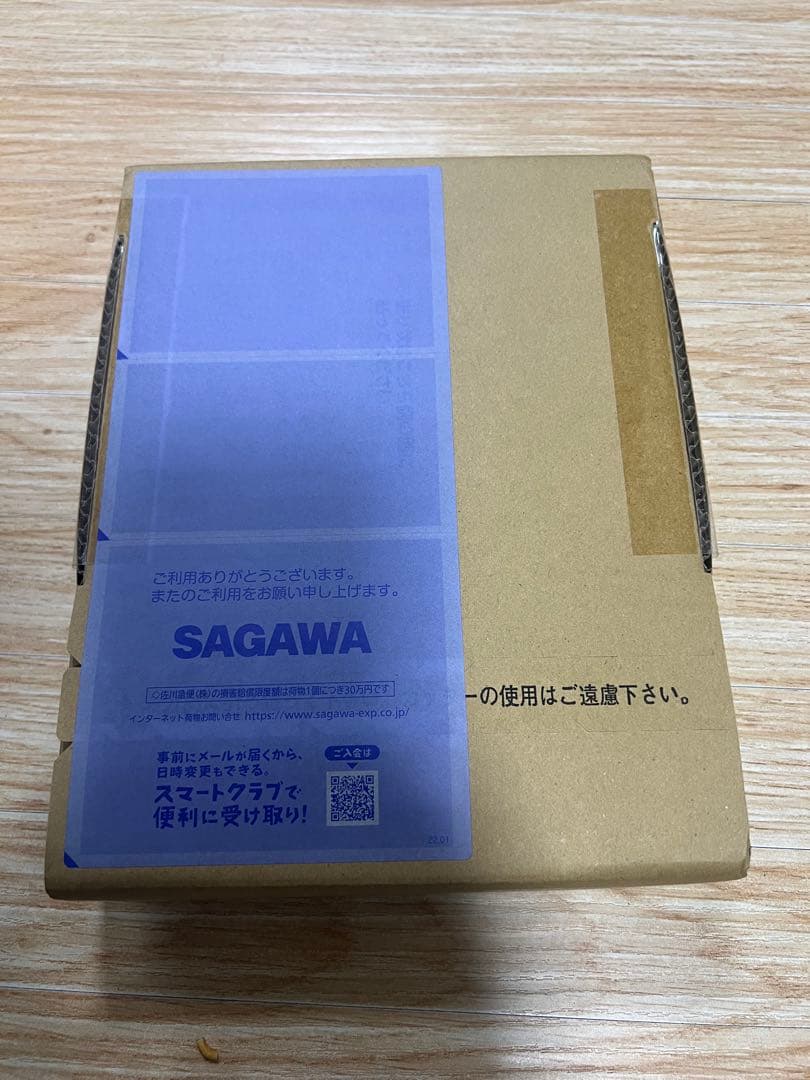 ご利用ありがとうございます。
またのご利用をお願い申し上げます。
SAGAWA
◇佐川急便(株)の損害賠償限度額は荷物1個につき30万円です
インターネット荷物お問い合せ https://www.sagawa-exp.co.jp/
ーの使用はご遠慮下さい。
事前にメールが届くから、
日時変更もできる。
スマートクラブで
便利に受け取り!
ご入会は
22.01